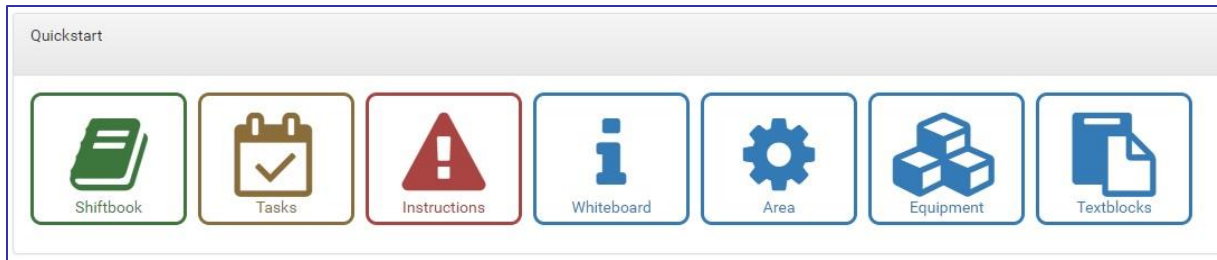 Quickstart
Shiftbook
Tasks
Instructions
Whiteboard
Area
Equipment
Textblocks